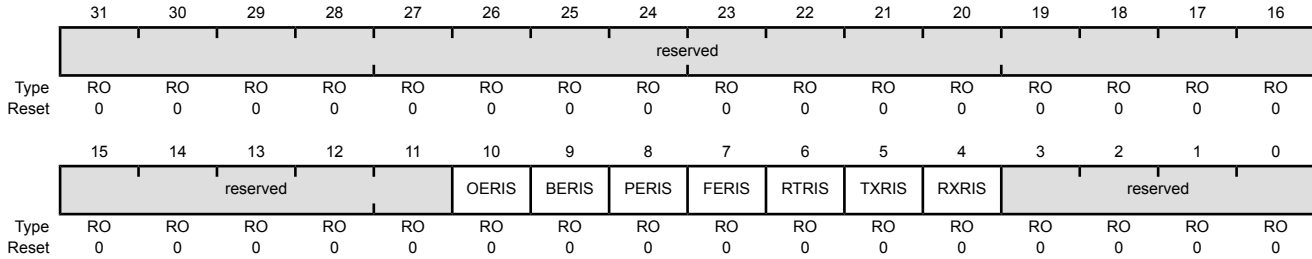 31 30 29 28 27 26 25 24 23 22 21 20 19 18 17 16
reserved
Type RO RO RO RO RO RO RO RO RO RO RO RO RO RO RO RO
Reset 0 0 0 0 0 0 0 0 0 0 0 0 0 0 0 0
15 14 13 12 11 10 9 8 7 6 5 4 3 2 1 0
reserved OERIS BERIS PERIS FERIS RTRIS TXRIS RXRIS reserved
Type RO RO RO RO RO RO RO RO RO RO RO RO RO RO RO RO
Reset 0 0 0 0 0 0 0 0 0 0 0 0 0 0 0 0